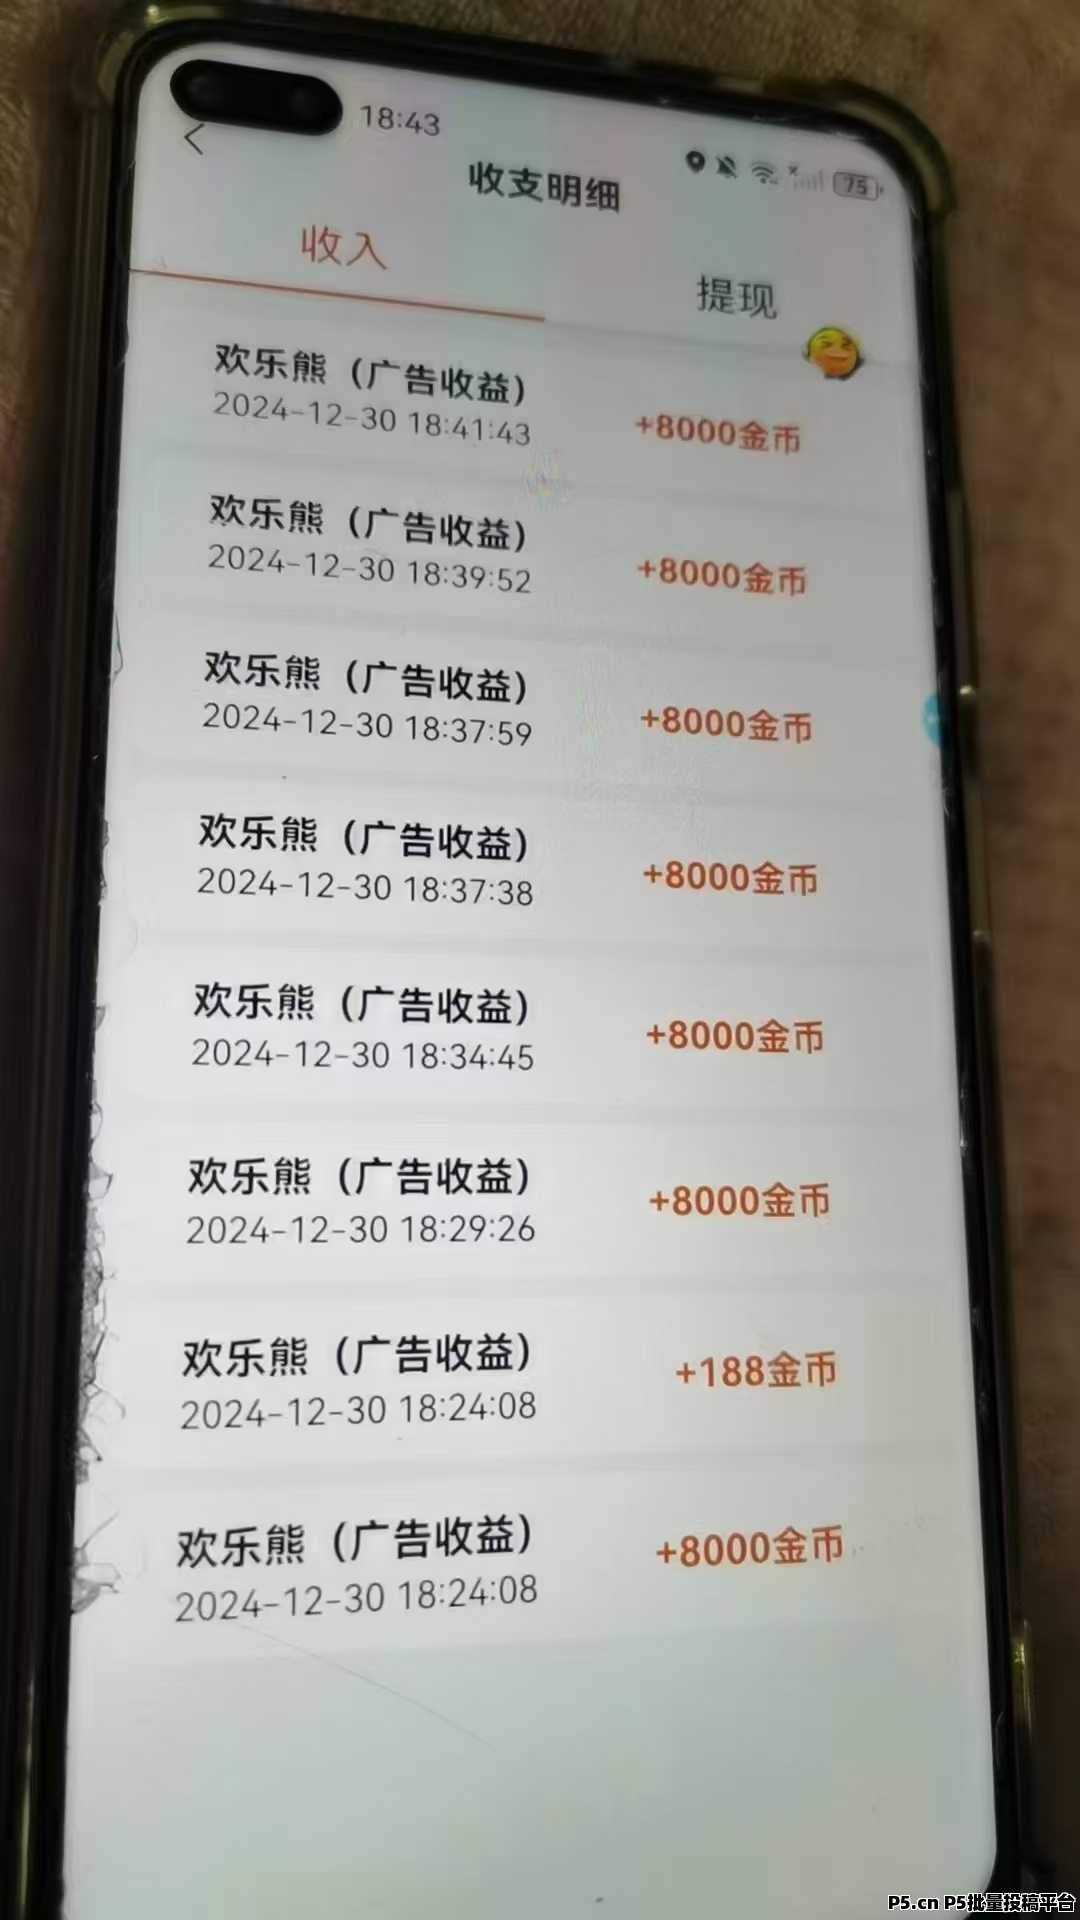 18:43
75
收支明细
收入
提现
欢乐熊（广告收益）
2024-12-30 18:41:43
+8000金币
欢乐熊（广告收益）
2024-12-30 18:39:52
+8000金币
欢乐熊（广告收益）
2024-12-30 18:37:59
+8000金币
欢乐熊（广告收益）
2024-12-30 18:37:38
+8000金币
欢乐熊（广告收益）
2024-12-30 18:34:45
+8000金币
欢乐熊（广告收益）
2024-12-30 18:29:26
+8000金币
欢乐熊（广告收益）
2024-12-30 18:24:08
+188金币
欢乐熊（广告收益）
2024-12-30 18:24:08
+8000金币
P5.cn P5批量投稿平台